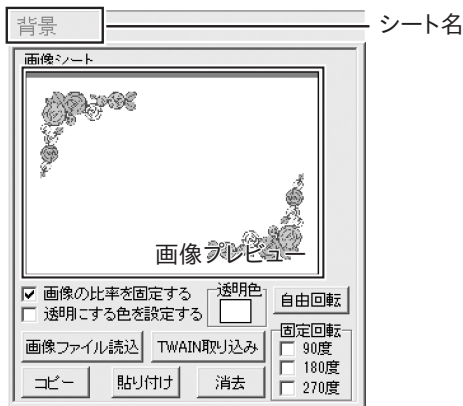 背景
シート名
画像シート
画像プレビュー
画像の比率を固定する
透明にする色を設定する
透明色
自由回転
画像ファイル読込
TWAIN取り込み
固定回転
90度
180度
270度
コピー
貼り付け
消去